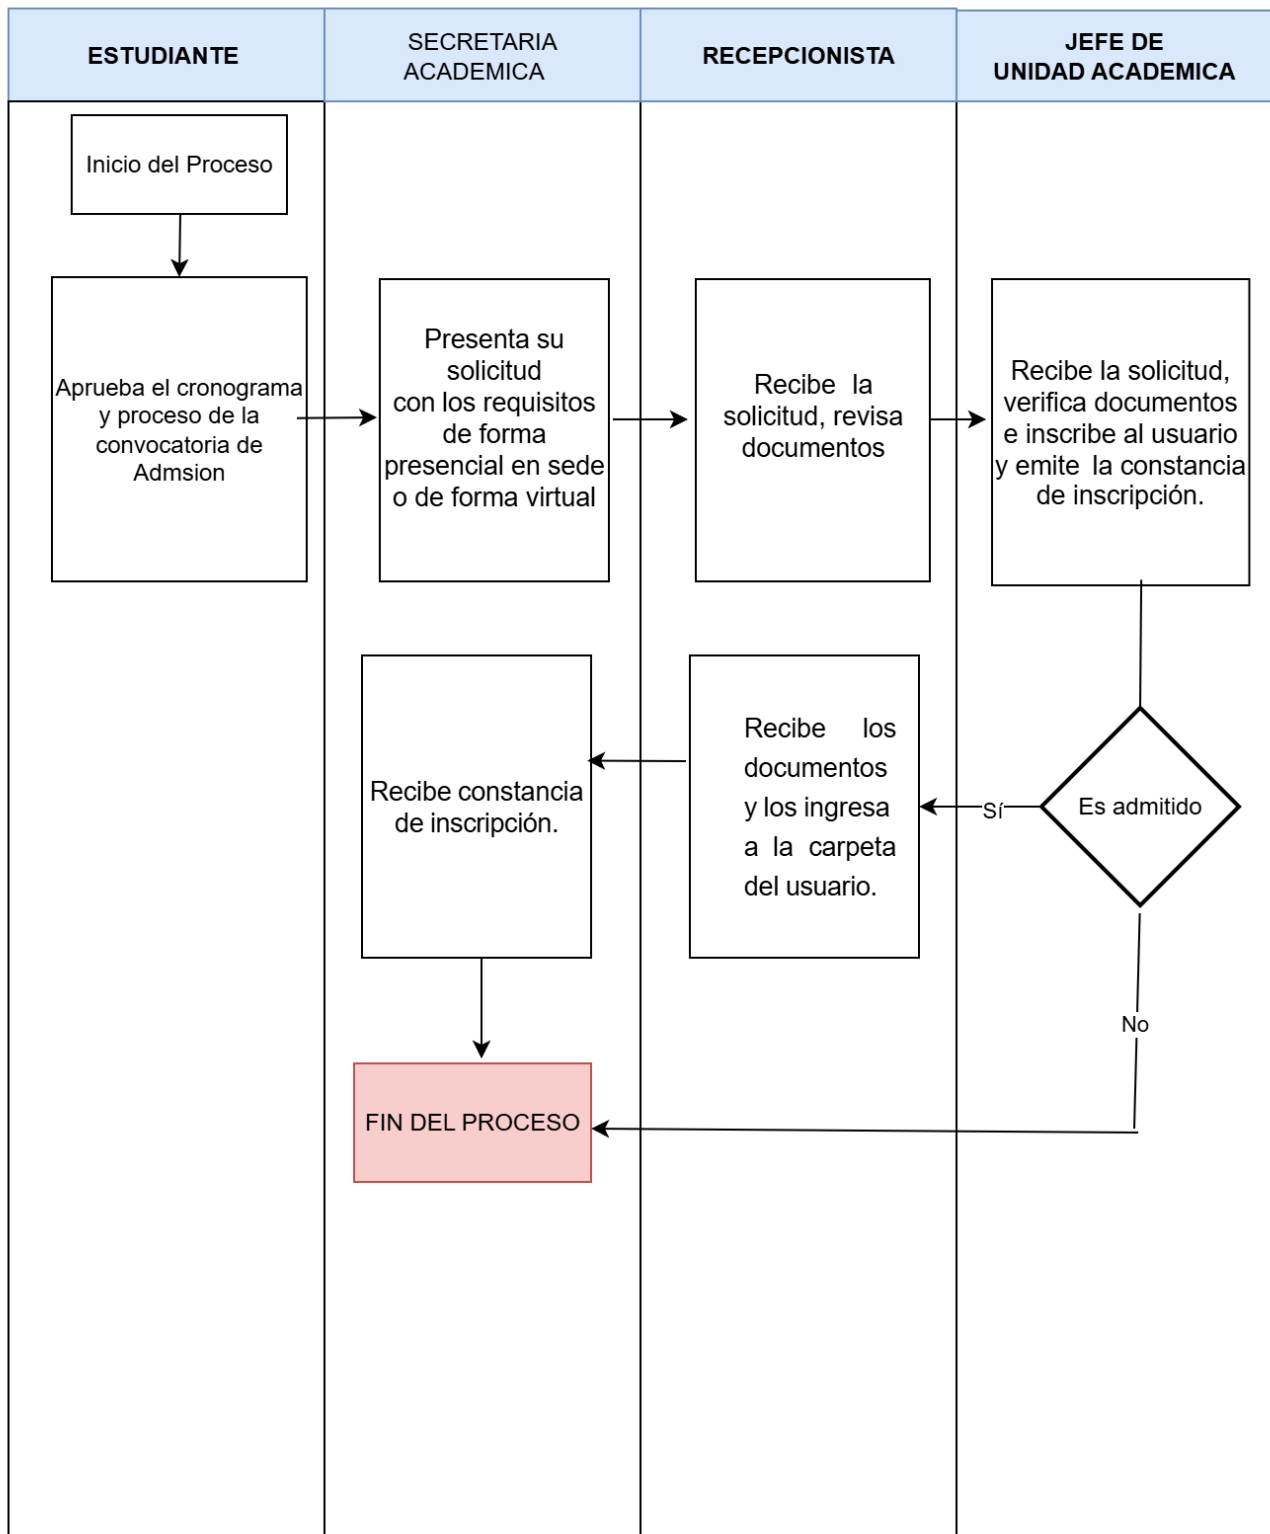 ESTUDIANTE
SECRETARIA
ACADEMICA
RECEPCIONISTA
JEFE DE
UNIDAD ACADEMICA
Inicio del Proceso
Aprueba el cronograma
y proceso de la
convocatoria de
Admsion
Presenta su
solicitud
con los requisitos
de forma
presencial en sede
o de forma virtual
Recibe la
solicitud, revisa
documentos
Recibe la solicitud,
verifica documentos
e inscribe al usuario
y emite la constancia
de inscripción.
Es admitido
Sí
Recibe los
documentos
y los ingresa
a la carpeta
del usuario.
Recibe constancia
de inscripción.
No
FIN DEL PROCESO